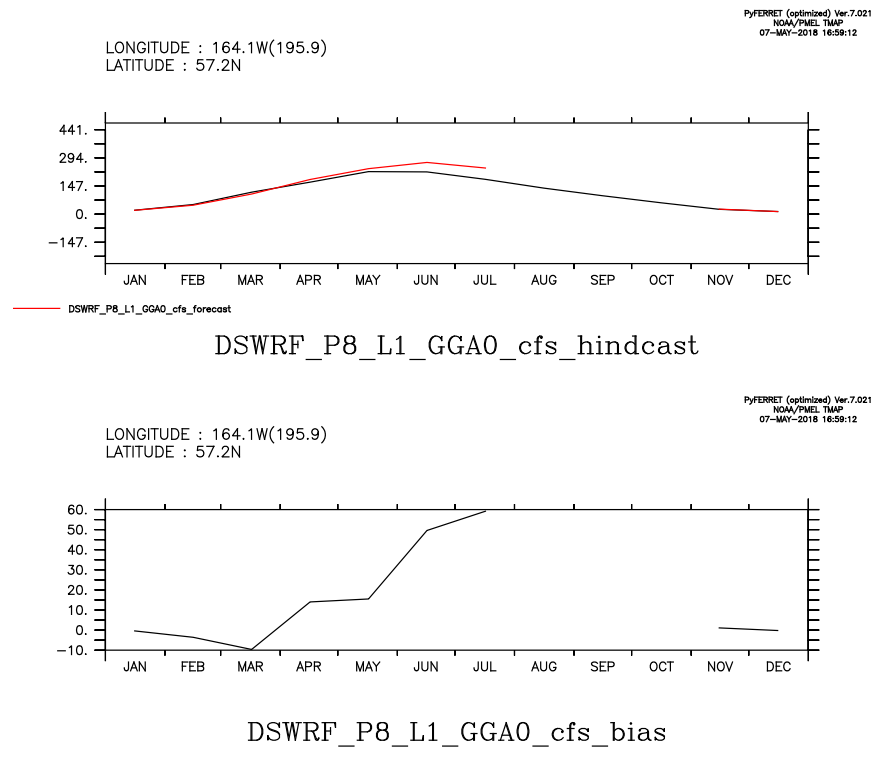 PyFERRET (optimized) Ver.7.021
NOAA/PMEL TMAP
07-MAY-2018 16:59:12
LONGITUDE : 164.1W(195.9)
LATITUDE : 57.2N
441.
294.
147.
0.
-147.
JAN FEB MAR APR MAY JUN JUL AUG SEP OCT NOV DEC
DSWRF_P8_L1_GGA0_cfs_forecast
DSWRF_P8_L1_GGA0_cfs_hindcast
PyFERRET (optimized) Ver.7.021
NOAA/PMEL TMAP
07-MAY-2018 16:59:12
LONGITUDE : 164.1W(195.9)
LATITUDE : 57.2N
60.
50.
40.
30.
20.
10.
0.
-10.
JAN FEB MAR APR MAY JUN JUL AUG SEP OCT NOV DEC
DSWRF_P8_L1_GGA0_cfs_bias